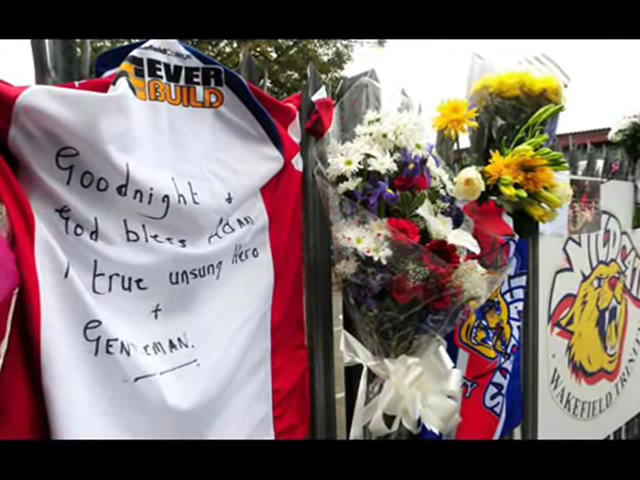 EVER
BUILD
Goodnight &
God bless Adam
A true unsung Hero
+
GENTLEMAN.
WILDCATS
WAKEFIELD TRINITY